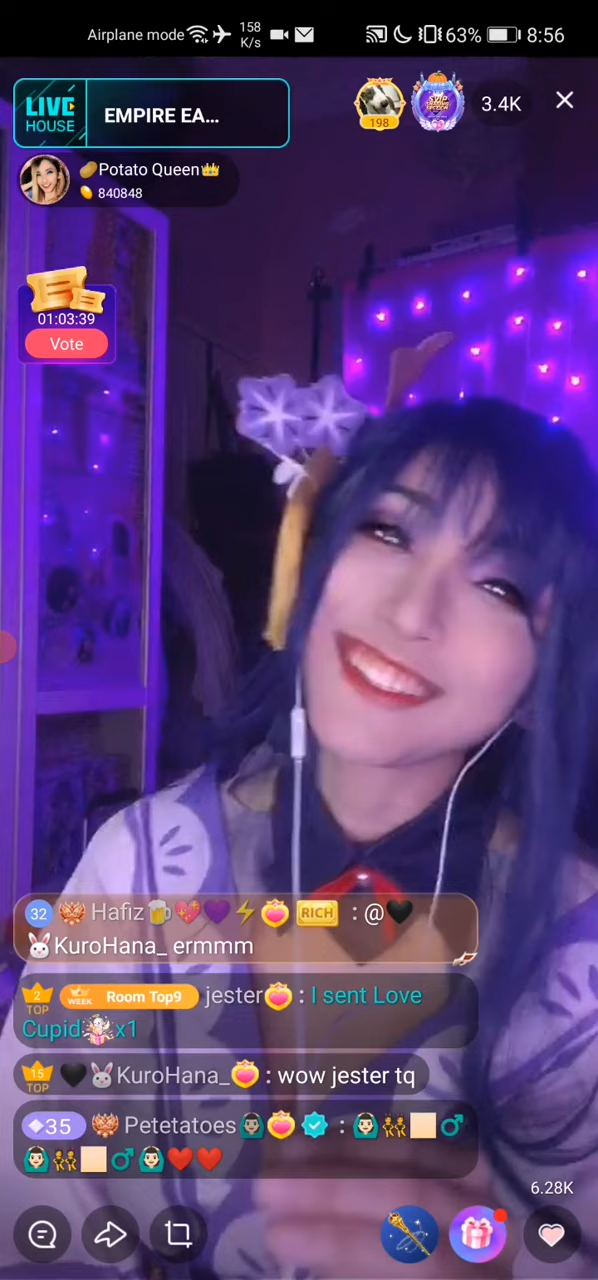 Airplane mode 158 K/s 63% 8:56
LIVE HOUSE EMPIRE EA...
198
3.4K
Potato Queen
840848
01:03:39
Vote
32 Hafiz RICH : @
KuroHana_ ermmm
2 TOP WEEK Room Top9 jester : I sent Love
Cupid x1
15 TOP KuroHana_ : wow jester tq
35 Petetatoes :
6.28K